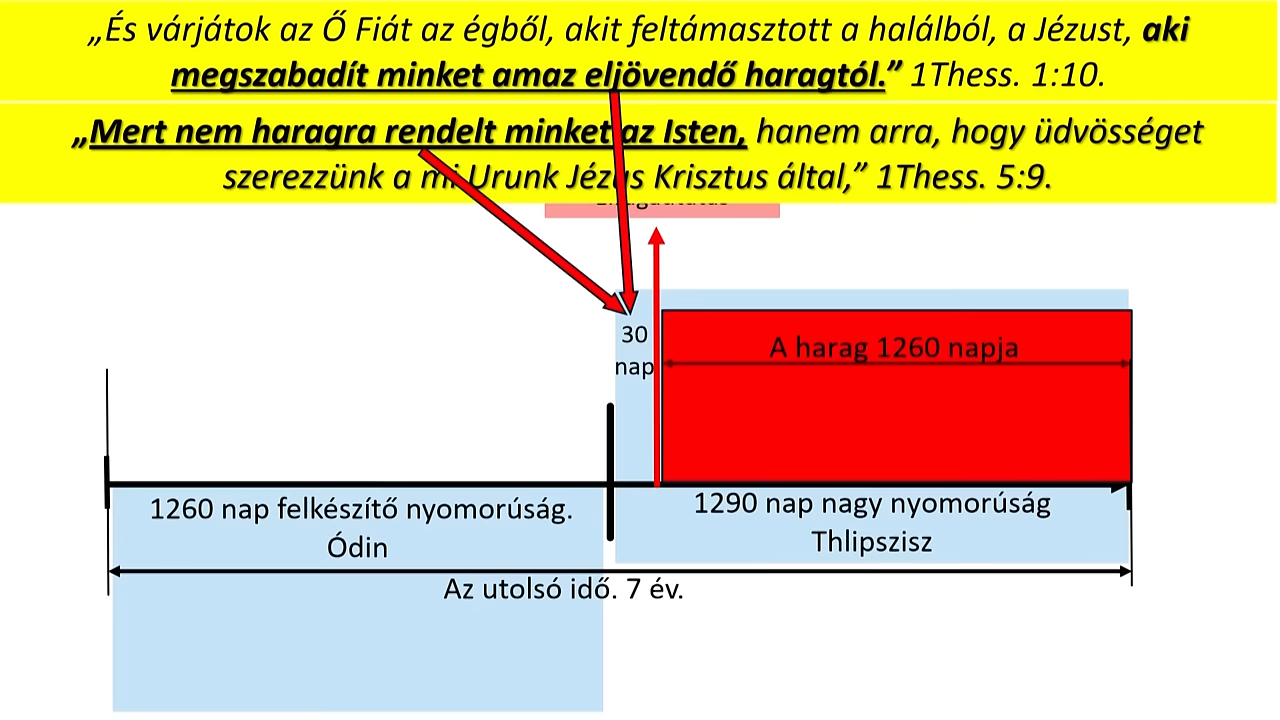 „És várjátok az Ő Fiát az égből, akit feltámasztott a halálból, a Jézust, aki
megszabadít minket amaz eljövendő haragtól.” 1Thess. 1:10.
„Mert nem haragra rendelt minket az Isten, hanem arra, hogy üdvösséget
szerezzünk a mi Urunk Jézus Krisztus által,” 1Thess. 5:9.
30
nap
A harag 1260 napja
1260 nap felkészítő nyomorúság.
Ódin
1290 nap nagy nyomorúság
Thlipszisz
Az utolsó idő. 7 év.